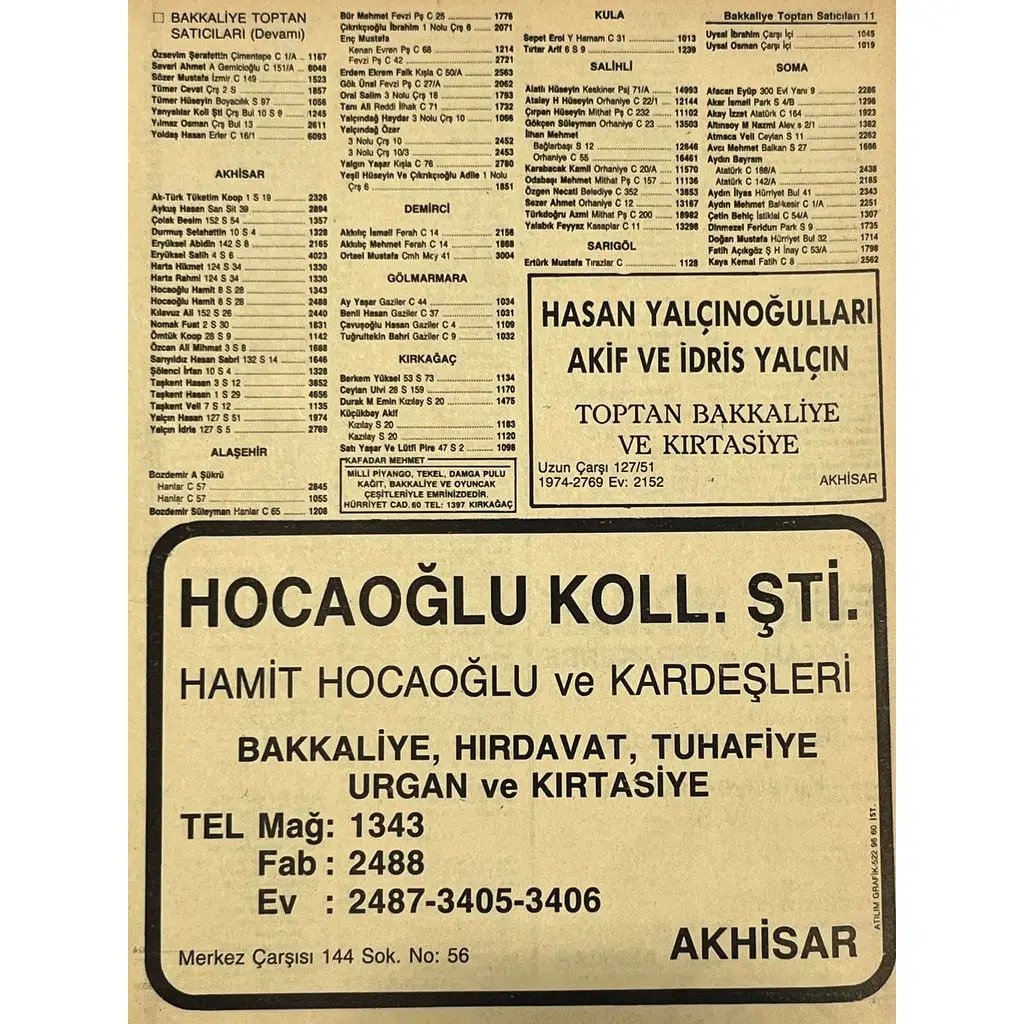 □ BAKKALİYE TOPTAN
SATICILARI (Devamı)
Özsevim Şerafettin Çimentepe C 1/A 1167
Savari Ahmet A Gemicioğlu C 151/A 6048
Sözer Mustafa İzmir C 149 1523
Tümer Cevat Çrş 2 S 1857
Tümer Hüseyin Boyacılık S 97 1056
Yanyalılar Koll Şti Çrş Bul 10 S 9 1245
Yılmaz Osman Çrş Bul 13 2611
Yoldaş Hasan Erler C 16/1 6093
AKHİSAR
Ak-Türk Tüketim Koop 1 S 19 2326
Aykuş Hasan San Sit 39 2894
Çolak Besim 152 S 54 1357
Durmuş Selahattin 10 S 4 1328
Eryüksel Abidin 142 S 8 2165
Eryüksel Salih 4 S 6 4023
Harta Hikmet 124 S 34 1330
Harta Rahmi 124 S 34 1330
Hocaoğlu Hamit 8 S 28 1343
Hocaoğlu Hamit 8 S 28 2488
Kılavuz Ali 152 S 26 2440
Nomak Fuat 2 S 30 1831
Ömtük Koop 28 S 9 1142
Özcan Ali Mihmat 3 S 8 1688
Sarıyıldız Hasan Sabri 132 S 14 1646
Şölenci İrfan 10 S 4 1328
Taşkent Hasan 3 S 12 3852
Taşkent Hasan 1 S 29 4656
Taşkent Veli 7 S 12 1135
Yalçın Hasan 127 S 51 1974
Yalçın İdris 127 S 5 2769
ALAŞEHİR
Bozdemir A Şükrü
Hanlar C 57 2845
Hanlar C 57 1055
Bozdemir Süleyman Hanlar C 65 1208
Bür Mehmet Fevzi Pş C 25 1776
Çıkrıkçıoğlu İbrahim 1 Nolu Çrş 6 2071
Enç Mustafa
Kenan Evren Pş C 68 1214
Fevzi Pş C 42 2721
Erdem Ekrem Faik Kışla C 50/A 2563
Gök Ünal Fevzi Pş C 27/A 2062
Oral Salim 3 Nolu Çrş 18 1793
Tanı Ali Reddi İlhak C 71 1732
Yalçındağ Haydar 3 Nolu Çrş 10 1066
Yalçındağ Özer
3 Nolu Çrş 10 2452
3 Nolu Çrş 10/3 2453
Yalgın Yaşar Kışla C 76 2780
Yeşil Hüseyin Ve Çıkrıkçıoğlu Adile 1 Nolu
Çrş 6 1851
DEMİRCİ
Akkılıç İsmail Ferah C 14 2156
Akkılıç Mehmet Ferah C 14 1868
Ortael Mustafa Cmh Mcy 41 3004
GÖLMARMARA
Ay Yaşar Gaziler C 44 1034
Benli Hasan Gaziler C 37 1031
Çavuşoğlu Hasan Gaziler C 4 1109
Tuğrultekin Bahri Gaziler C 9 1032
KIRKAĞAÇ
Berkem Yüksel 53 S 73 1134
Ceylan Ulvi 28 S 159 1170
Durak M Emin Kızılay S 20 1475
Küçükbay Akif
Kızılay S 20 1183
Kazılay S 20 1120
Satı Yaşar Ve Lütfi Pire 47 S 2 1098
KAFADAR MEHMET
MİLLİ PİYANGO, TEKEL, DAMGA PULU
KAĞIT, BAKKALİYE VE OYUNCAK
ÇEŞİTLERİYLE EMRİNİZDEDİR.
HÜRRİYET CAD. 60 TEL: 1397 KIRKAĞAÇ
KULA
Sepet Erol Y Hamam C 31 1013
Tırtar Arif 6 S 9 1239
SALİHLİ
Alatlı Hüseyin Keskiner Psj 71/A 14993
Atalay H Hüseyin Orhaniye C 22/1 12144
Çırpan Hüseyin Mithat Pş C 232 11102
Gökçen Süleyman Orhaniye C 23 13503
İlhan Mehmet
Bağlarbaşı S 12 12646
Orhaniye C 55 16461
Karabacak Kamil Orhaniye C 20/A 11570
Odabaşı Mehmet Mithat Pş C 157 11136
Özgen Necati Belediye C 352 13853
Sezer Ahmet Orhaniye C 12 13167
Türkdoğru Azmi Mithat Pş C 200 18982
Yalabık Feyyaz Kasaplar C 11 13296
SARIGÖL
Ertürk Mustafa Tırazlar C 1128
Bakkaliye Toptan Satıcıları 11
Uysal İbrahim Çarşı İçi 1045
Uysal Osman Çarşı İçi 1019
SOMA
Afacan Eyüp 300 Evl Yanı 9 2286
Akar İsmail Park S 4/B 1296
Akay İzzet Atatürk C 164 1923
Altınsoy M Nazmi Alev s 2/1 1382
Atmaca Veli Ceylan S 11 2262
Avcı Mehmet Balkan S 27 1686
Aydın Bayram
Atatürk C 168/A 2438
Atatürk C 142/A 2185
Aydın İlyas Hürriyet Bul 41 2343
Aydın Mehmet Balıkesir C 1/A 2251
Çetin Behiç İstiklal C 54/A 1307
Dinmezel Feridun Park S 9 1735
Doğan Mustafa Hürriyet Bul 32 1714
Fatih Açıkgöz Ş H İnay C 53/A 1798
Kaya Kemal Fatih C 8 2562
HASAN YALÇINOĞULLARI
AKİF VE İDRİS YALÇIN
TOPTAN BAKKALİYE
VE KIRTASİYE
Uzun Çarşı 127/51
1974-2769 Ev: 2152 AKHİSAR
HOCAOĞLU KOLL. ŞTİ.
HAMİT HOCAOĞLU ve KARDEŞLERİ
BAKKALİYE, HIRDAVAT, TUHAFİYE
URGAN ve KIRTASİYE
TEL Mağ: 1343
Fab : 2488
Ev : 2487-3405-3406
AKHİSAR
Merkez Çarşısı 144 Sok. No: 56
ATILIM GRAFİK-522 96 60 İST.